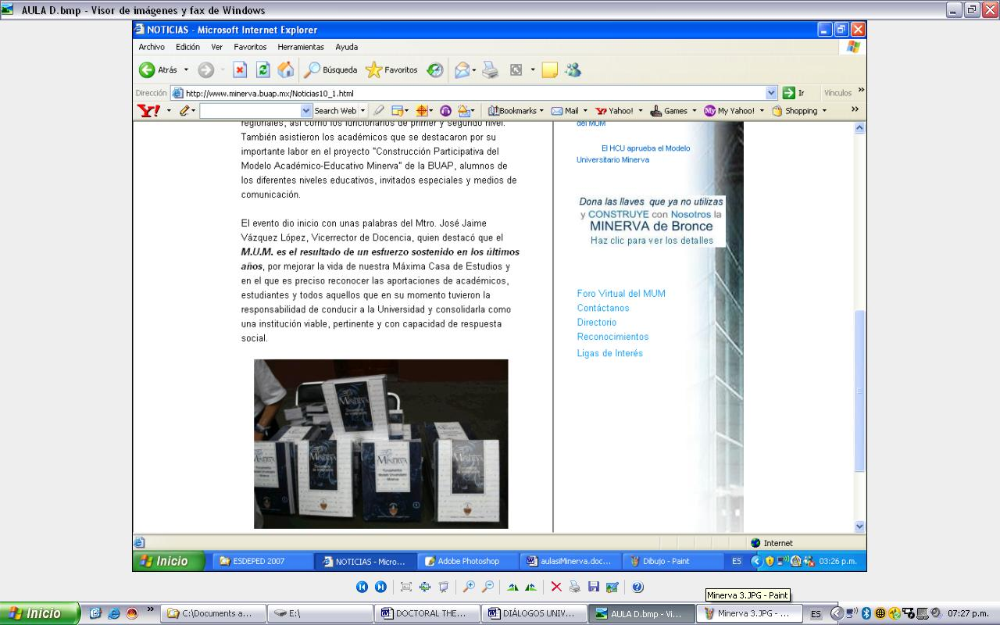 AULA D.bmp - Visor de imágenes y fax de Windows
NOTICIAS - Microsoft Internet Explorer
Archivo Edición Ver Favoritos Herramientas Ayuda
Atrás Búsqueda Favoritos
Dirección http://www.minerva.buap.mx/Noticias10_1.html Ir Vínculos »
Y! Search Web Bookmarks Mail Yahoo! Games My Yahoo! Shopping »
regionales, así como los funcionarios de primer y segundo nivel.
También asistieron los académicos que se destacaron por su
importante labor en el proyecto "Construcción Participativa del
Modelo Académico-Educativo Minerva" de la BUAP, alumnos de
los diferentes niveles educativos, invitados especiales y medios de
comunicación.
El evento dio inicio con unas palabras del Mtro. José Jaime
Vázquez López, Vicerrector de Docencia, quien destacó que el
M.U.M. es el resultado de un esfuerzo sostenido en los últimos
años, por mejorar la vida de nuestra Máxima Casa de Estudios y
en el que es preciso reconocer las aportaciones de académicos,
estudiantes y todos aquellos que en su momento tuvieron la
responsabilidad de conducir a la Universidad y consolidarla como
una institución viable, pertinente y con capacidad de respuesta
social.
MINERVA
MINERVA
MINERVA
MINERVA
Fundamentos
Modelo Universitario
Minerva
del MUM
El HCU aprueba el Modelo
Universitario Minerva
Dona las llaves que ya no utilizas
y CONSTRUYE con Nosotros la
MINERVA de Bronce
Haz clic para ver los detalles
Foro Virtual del MUM
Contáctanos
Directorio
Reconocimientos
Ligas de Interés
Internet
Inicio ESDEPED 2007 NOTICIAS - Micro... Adobe Photoshop aulasiMinerva.doc... Dibujo - Paint ES 03:26 p.m.
Minerva 3.JPG - Paint
Inicio » C:\Documents a... E:\ DOCTORAL THE... DIÁLOGOS UNIV... AULA D.bmp - Vi... Minerva 3.JPG - ... ES 07:27 p.m.